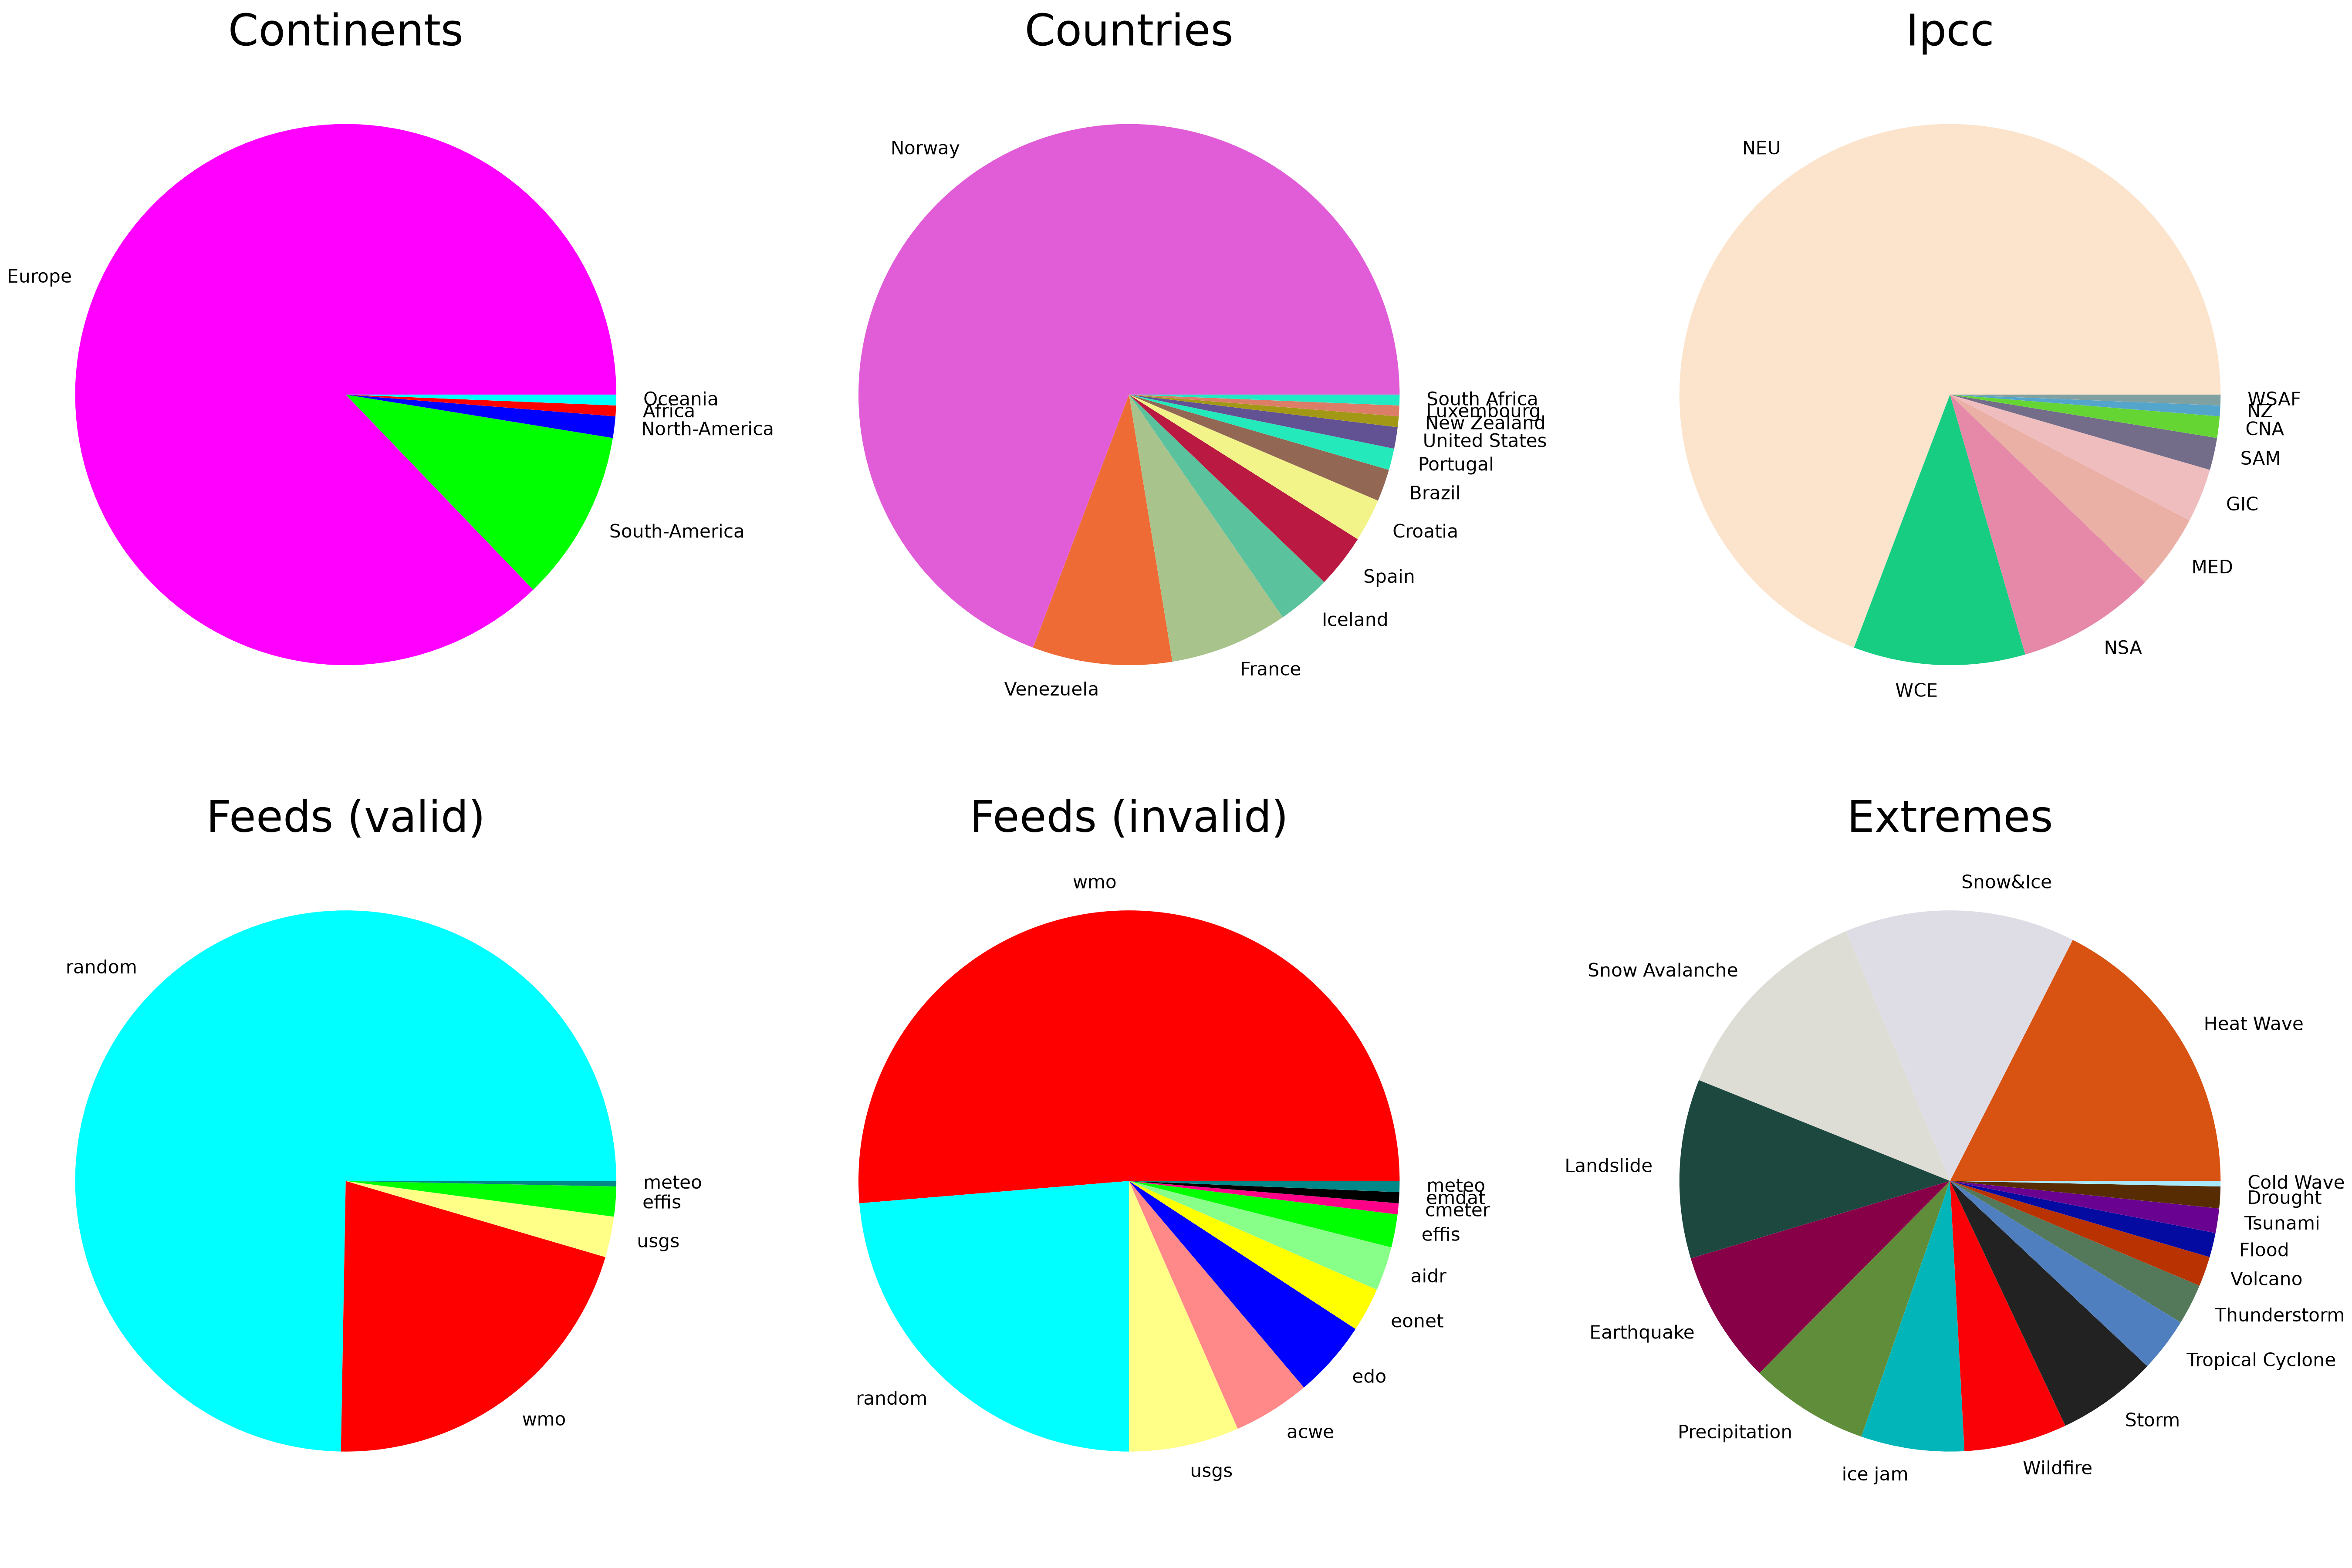 Continents
Europe
Oceania
Africa
North-America
South-America
Countries
Norway
South Africa
Luxembourg
New Zealand
United States
Portugal
Brazil
Croatia
Spain
Iceland
France
Venezuela
Ipcc
NEU
WSAF
NZ
CNA
SAM
GIC
MED
NSA
WCE
Feeds (valid)
random
meteo
effis
usgs
wmo
Feeds (invalid)
wmo
meteo
emdat
cmeter
effis
aidr
eonet
edo
acwe
usgs
random
Extremes
Snow&Ice
Snow Avalanche
Heat Wave
Landslide
Cold Wave
Drought
Tsunami
Flood
Volcano
Thunderstorm
Earthquake
Tropical Cyclone
Storm
Precipitation
Wildfire
ice jam